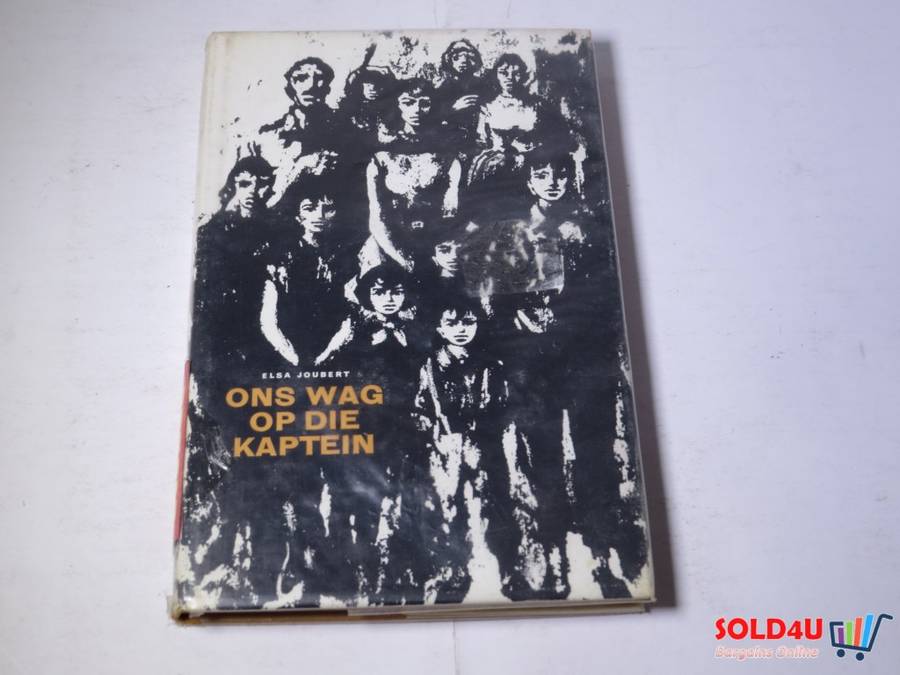 ELSA JOUBERT
ONS WAG
OP DIE
KAPTEIN
SOLD4U
Bargains Online